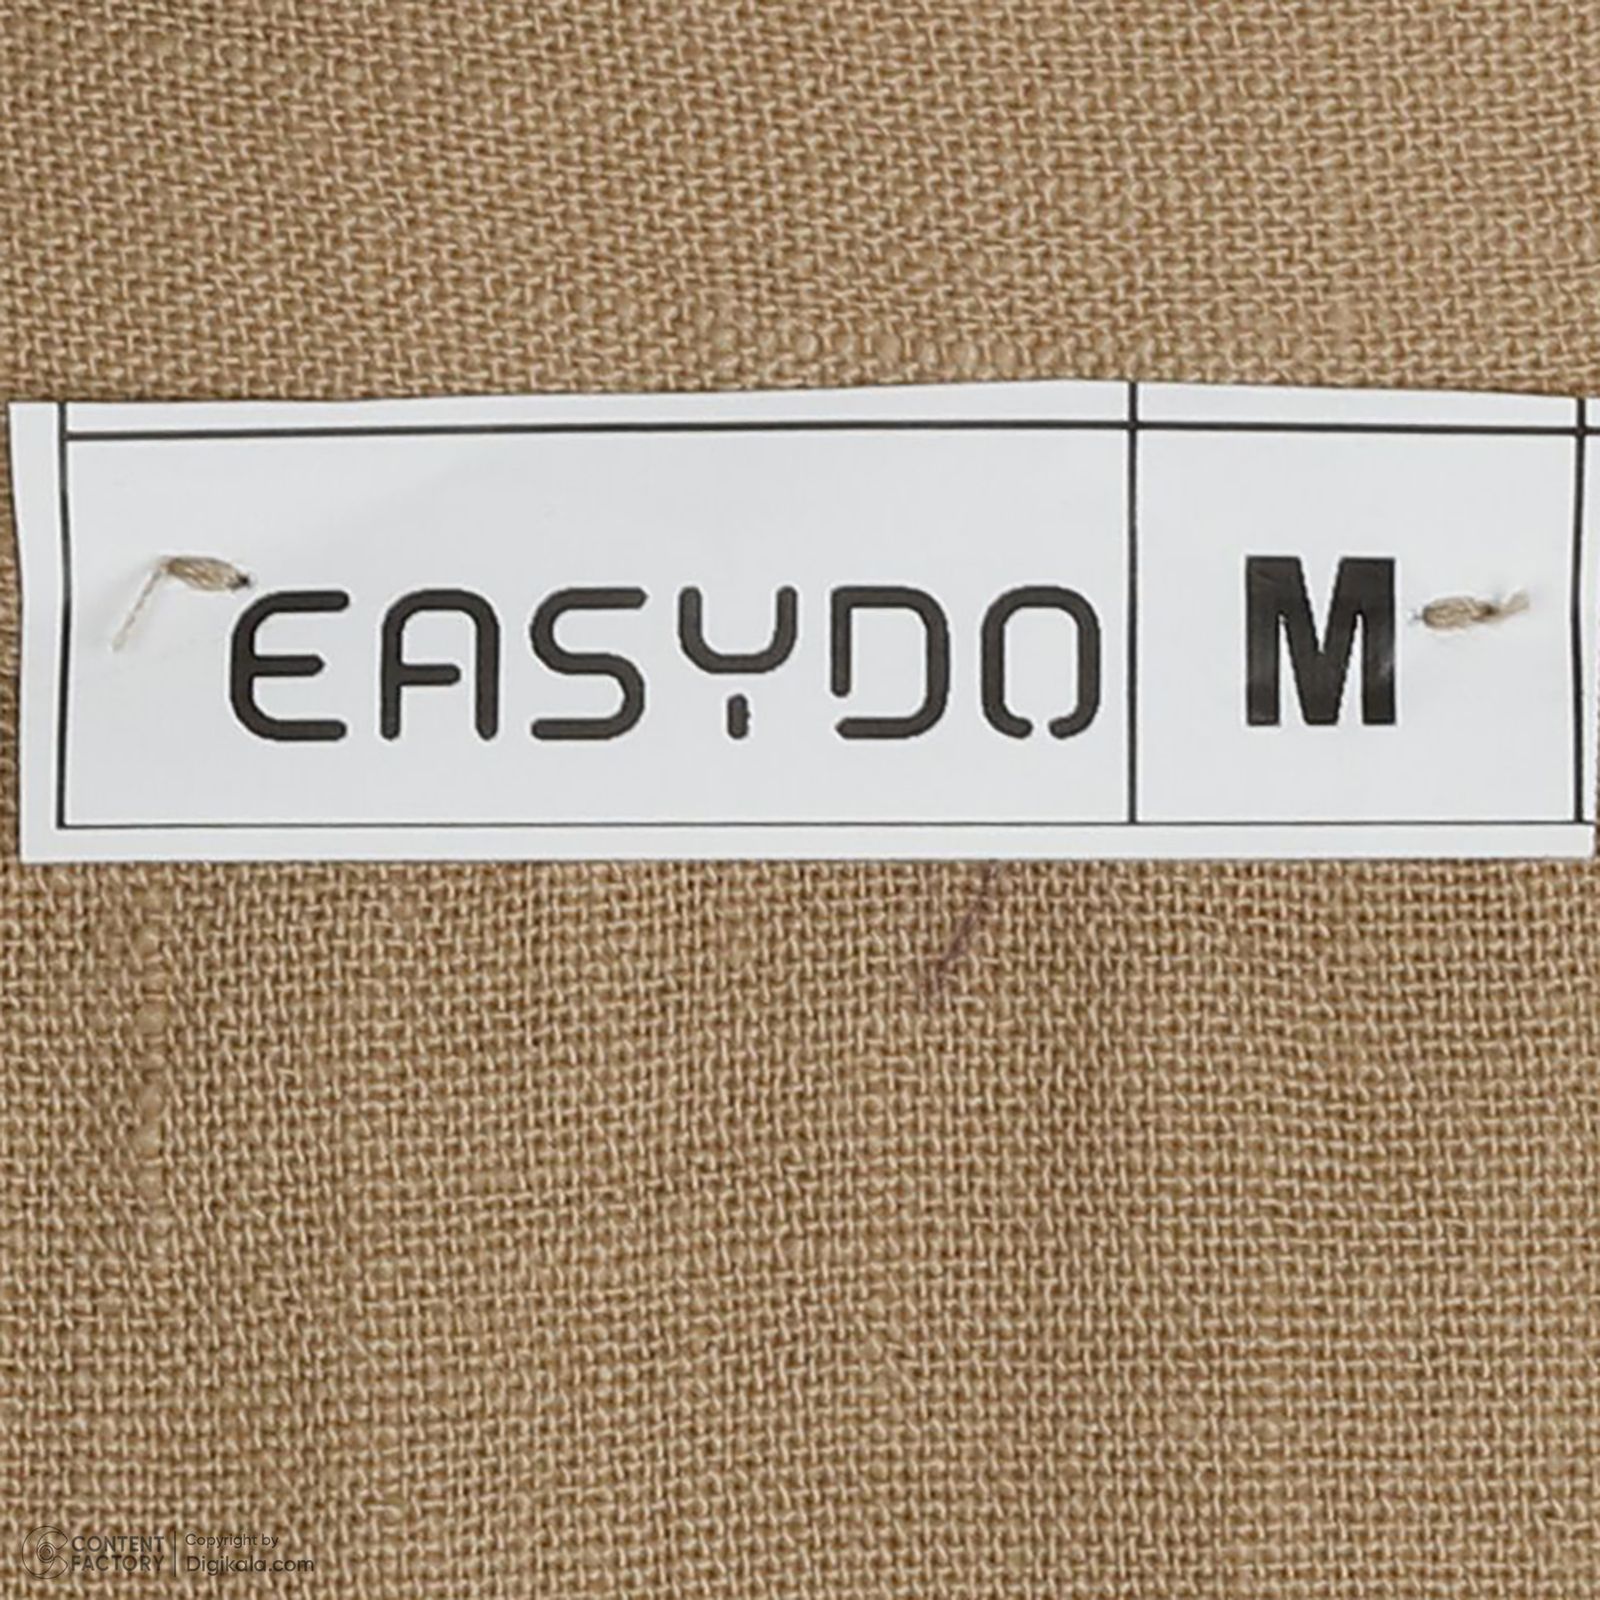 EASYDO M
CONTENT FACTORY
Copyright by
Digikala.com